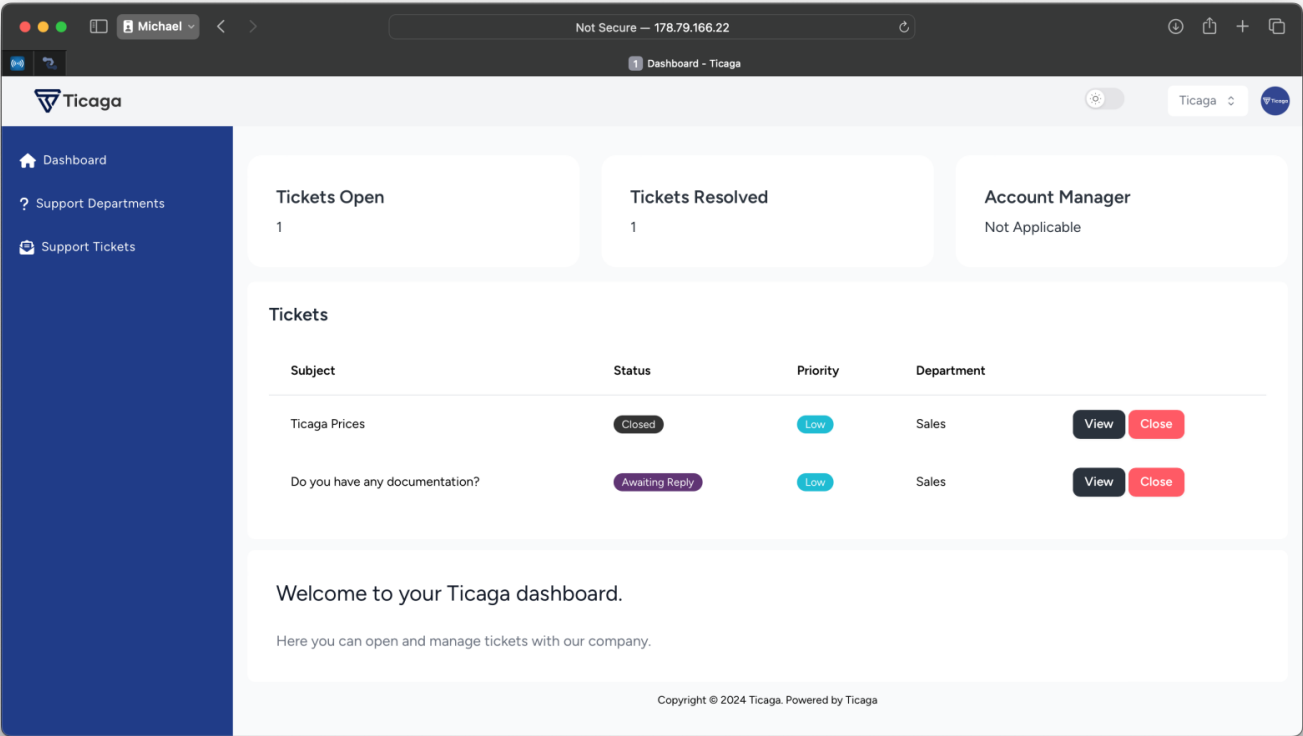 Michael
Not Secure — 178.79.166.22
1 Dashboard - Ticaga
Ticaga
Ticaga
Ticaga
Dashboard
? Support Departments
Support Tickets
Tickets Open
1
Tickets Resolved
1
Account Manager
Not Applicable
Tickets
Subject Status Priority Department
Ticaga Prices Closed Low Sales View Close
Do you have any documentation? Awaiting Reply Low Sales View Close
Welcome to your Ticaga dashboard.
Here you can open and manage tickets with our company.
Copyright © 2024 Ticaga. Powered by Ticaga